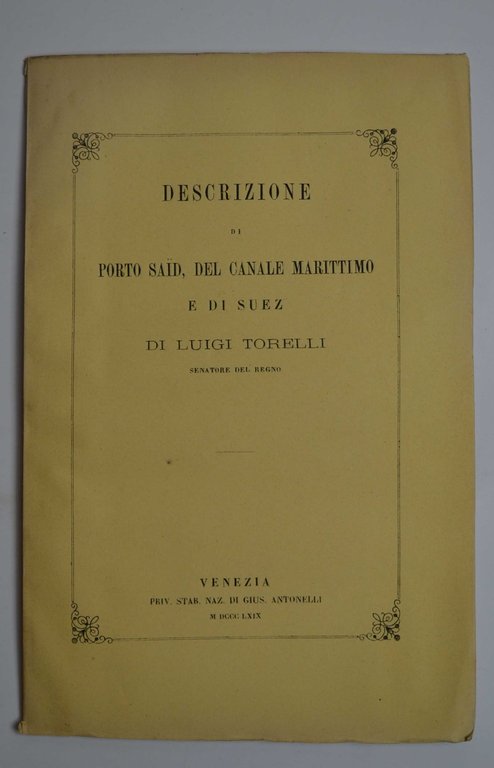 DESCRIZIONE
DI
PORTO SAÏD, DEL CANALE MARITTIMO
E DI SUEZ
DI LUIGI TORELLI
SENATORE DEL REGNO
VENEZIA
PRIV. STAB. NAZ. DI GIUS. ANTONELLI
M DCCC LXIX